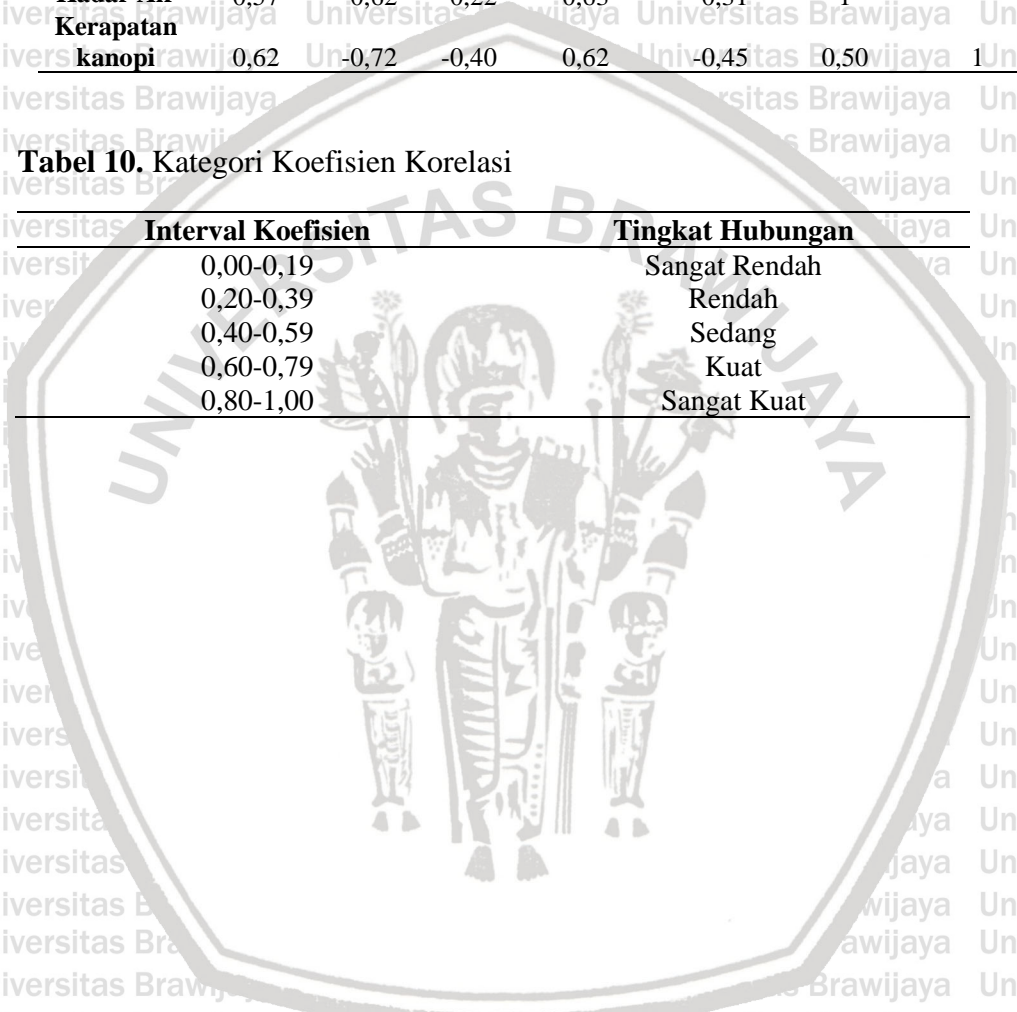 Kerapatan
kanopi 0,62 -0,72 -0,40 0,62 -0,45 0,50 1
Tabel 10. Kategori Koefisien Korelasi
Interval Koefisien Tingkat Hubungan
0,00-0,19 Sangat Rendah
0,20-0,39 Rendah
0,40-0,59 Sedang
0,60-0,79 Kuat
0,80-1,00 Sangat Kuat
UNIVERSITAS BRAWIJAYA